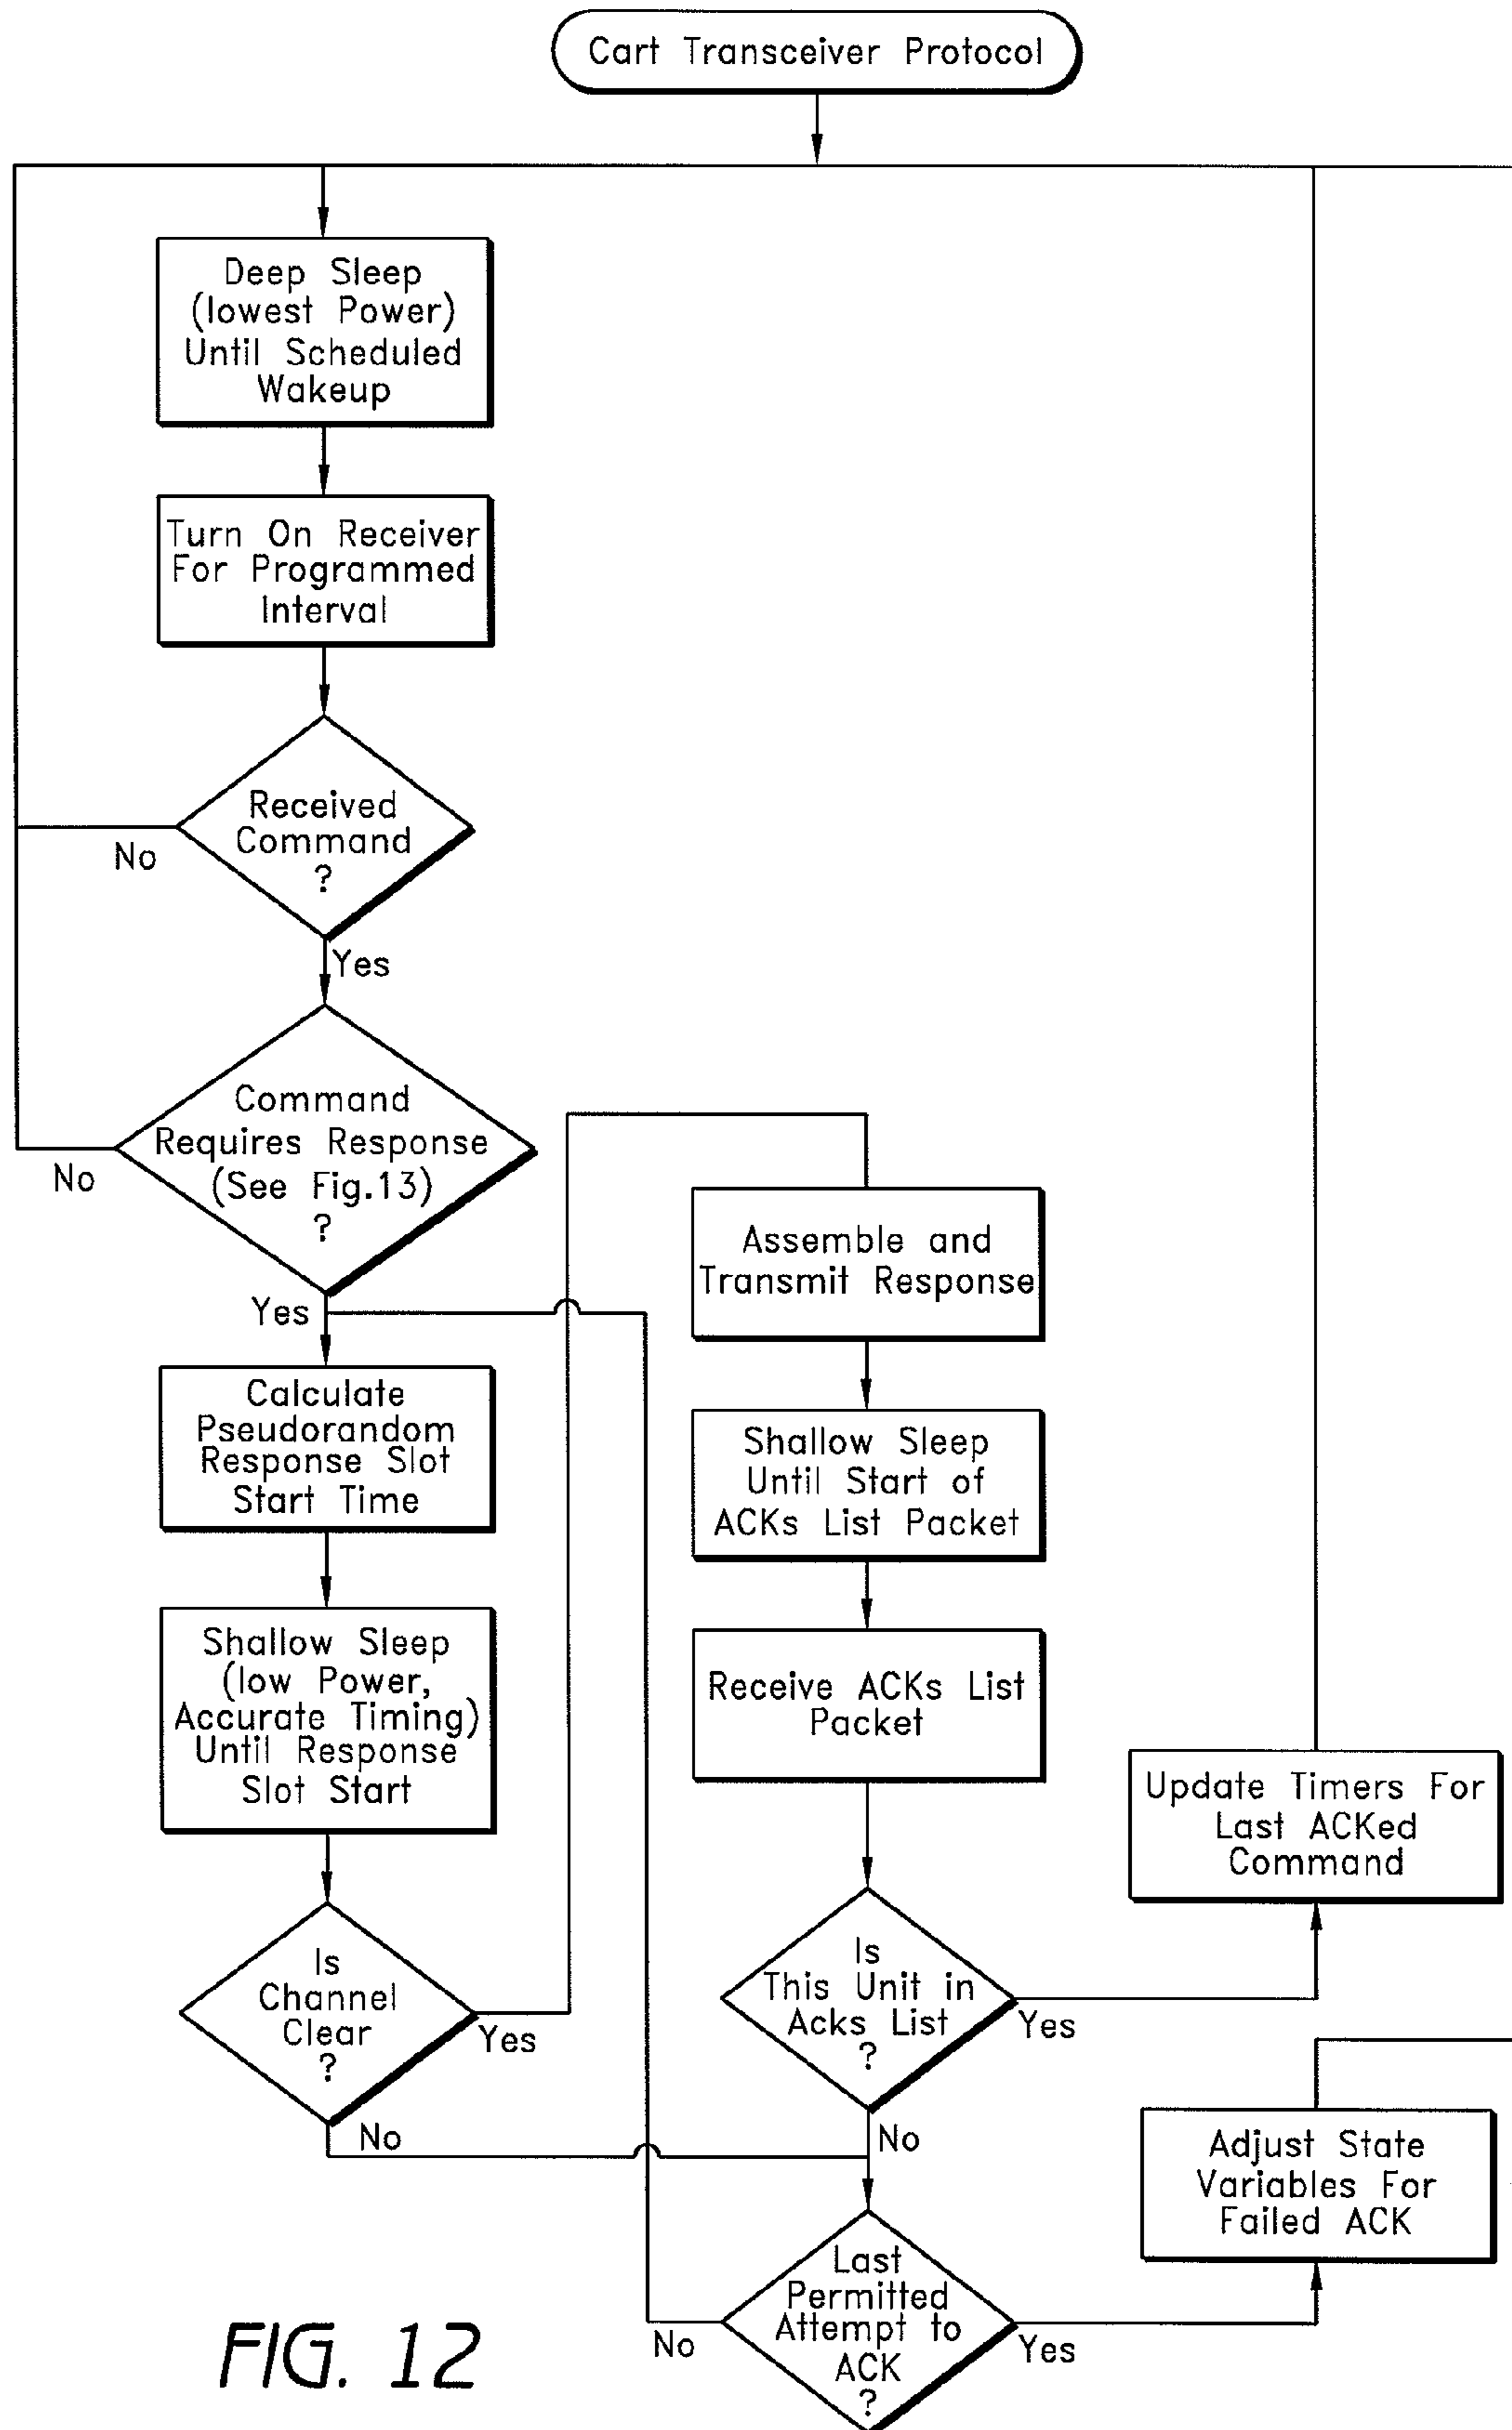 Cart Transceiver Protocol
Deep Sleep
(lowest Power)
Until Scheduled
Wakeup
Turn On Receiver
For Programmed
Interval
Received
Command
?
No
Yes
Command
Requires Response
(See Fig.13)
?
No
Yes
Calculate
Pseudorandom
Response Slot
Start Time
Shallow Sleep
(low Power,
Accurate Timing)
Until Response
Slot Start
Is
Channel
Clear
?
Yes
No
Assemble and
Transmit Response
Shallow Sleep
Until Start of
ACKs List Packet
Receive ACKs List
Packet
Is
This Unit in
Acks List
?
Yes
No
Update Timers For
Last ACKed
Command
Last
Permitted
Attempt to
ACK
?
No
Yes
Adjust State
Variables For
Failed ACK
FIG. 12